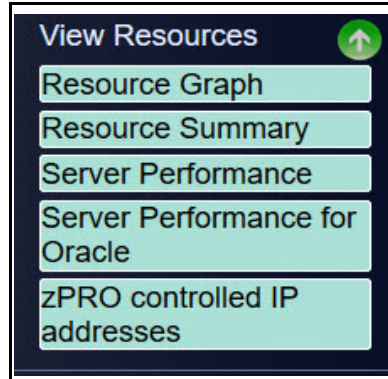 View Resources
Resource Graph
Resource Summary
Server Performance
Server Performance for
Oracle
zPRO controlled IP
addresses